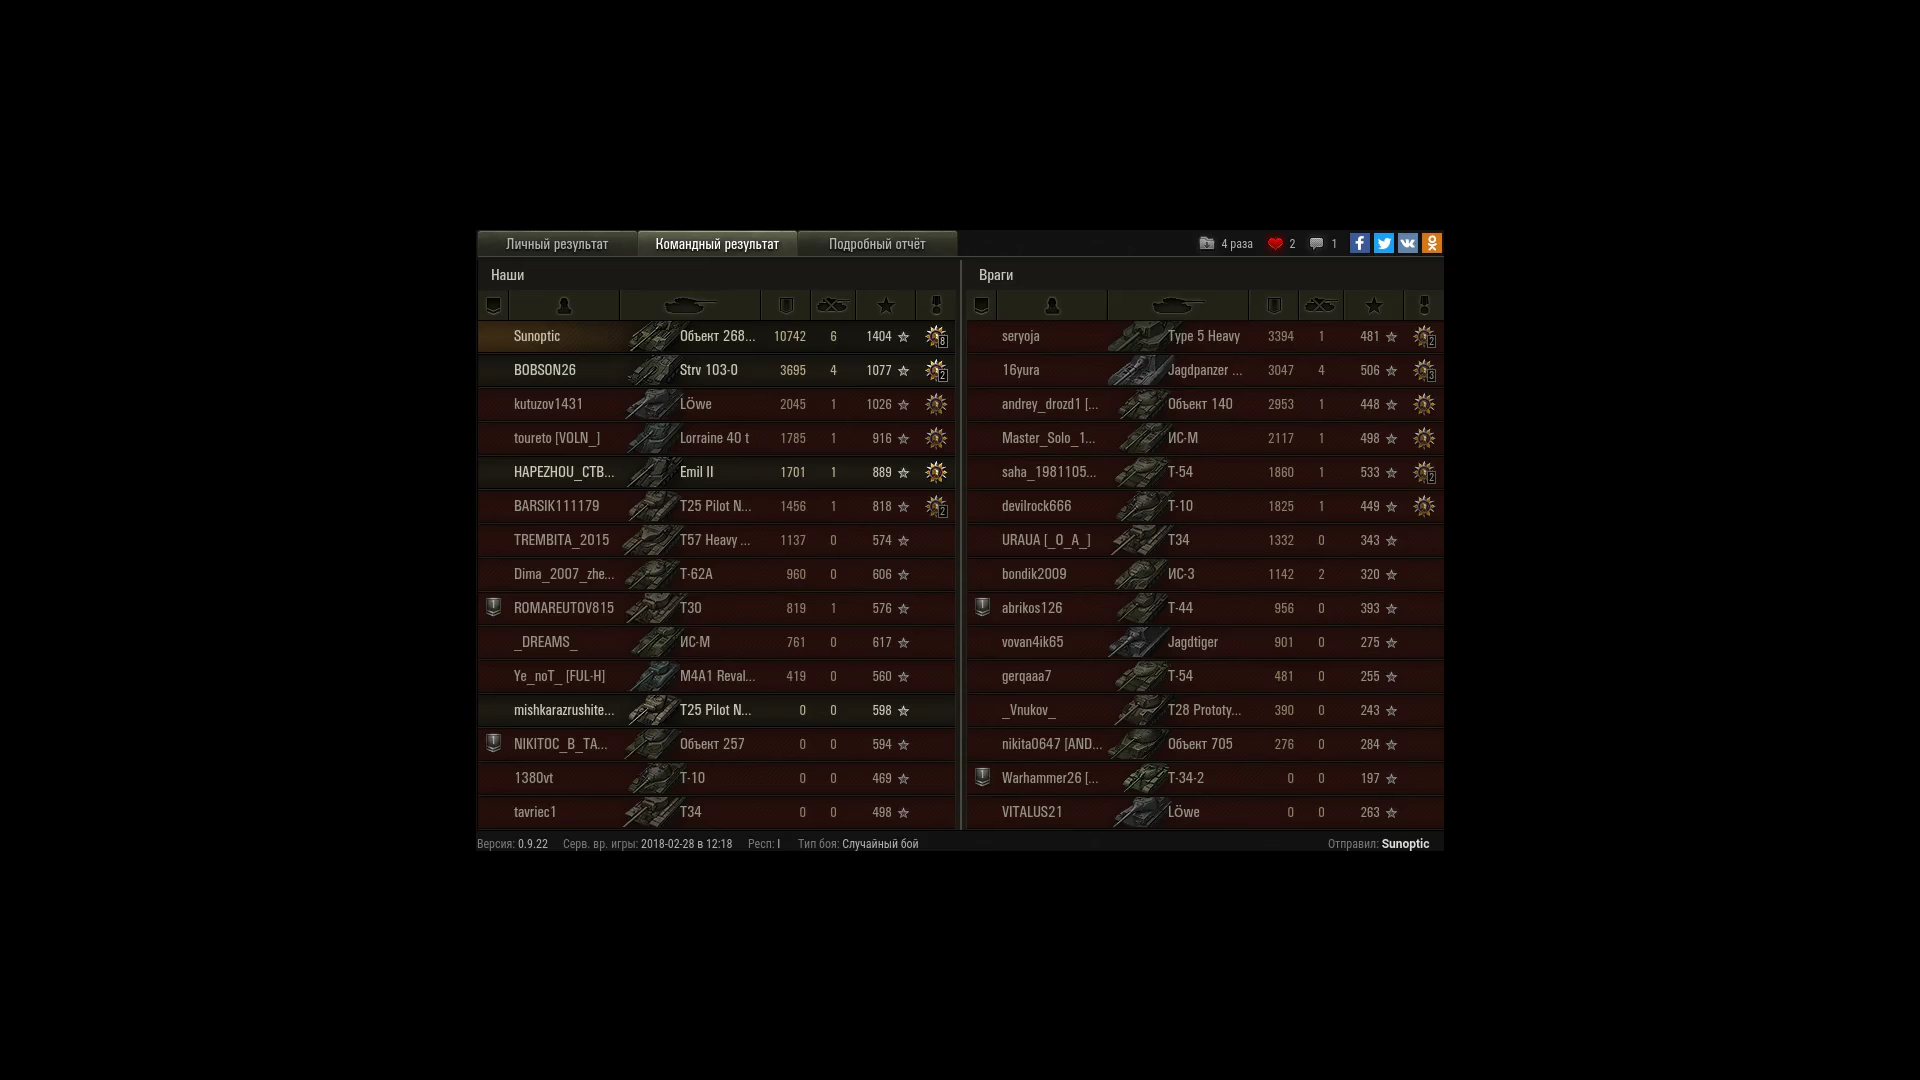 Личный результат Командный результат Подробный отчёт 4 раза 2 1
Наши Враги
Sunoptic Объект 268... 10742 6 1404 8 seryoja Type 5 Heavy 3394 1 481 2
BOBSON26 Strv 103-0 3695 4 1077 2 16yura Jagdpanzer ... 3047 4 506 3
kutuzov1431 Löwe 2045 1 1026 andrey_drozd1 [... Объект 140 2953 1 448
toureto [VOLN_] Lorraine 40 t 1785 1 916 Master_Solo_1... ИС-М 2117 1 498
HAPEZHOU_CTB... Emil II 1701 1 889 saha_1981105... Т-54 1860 1 533 2
BARSIK111179 T25 Pilot N... 1456 1 818 2 devilrock666 Т-10 1825 1 449
TREMBITA_2015 T57 Heavy ... 1137 0 574 URAUA [_O_A_] T34 1332 0 343
Dima_2007_zhe... Т-62А 960 0 606 bondik2009 ИС-3 1142 2 320
ROMAREUTOV815 T30 819 1 576 abrikos126 Т-44 956 0 393
_DREAMS_ ИС-М 761 0 617 vovan4ik65 Jagdtiger 901 0 275
Ye_noT_ [FUL-H] M4A1 Reval... 419 0 560 gerqaaa7 Т-54 481 0 255
mishkarazrushite... T25 Pilot N... 0 0 598 _Vnukov_ T28 Prototy... 390 0 243
NIKITOC_B_TA... Объект 257 0 0 594 nikita0647 [AND... Объект 705 276 0 284
1380vt Т-10 0 0 469 Warhammer26 [... T-34-2 0 0 197
tavriec1 T34 0 0 498 VITALUS21 Löwe 0 0 263
Версия: 0.9.22 Серв. вр. игры: 2018-02-28 в 12:18 Респ: I Тип боя: Случайный бой Отправил: Sunoptic